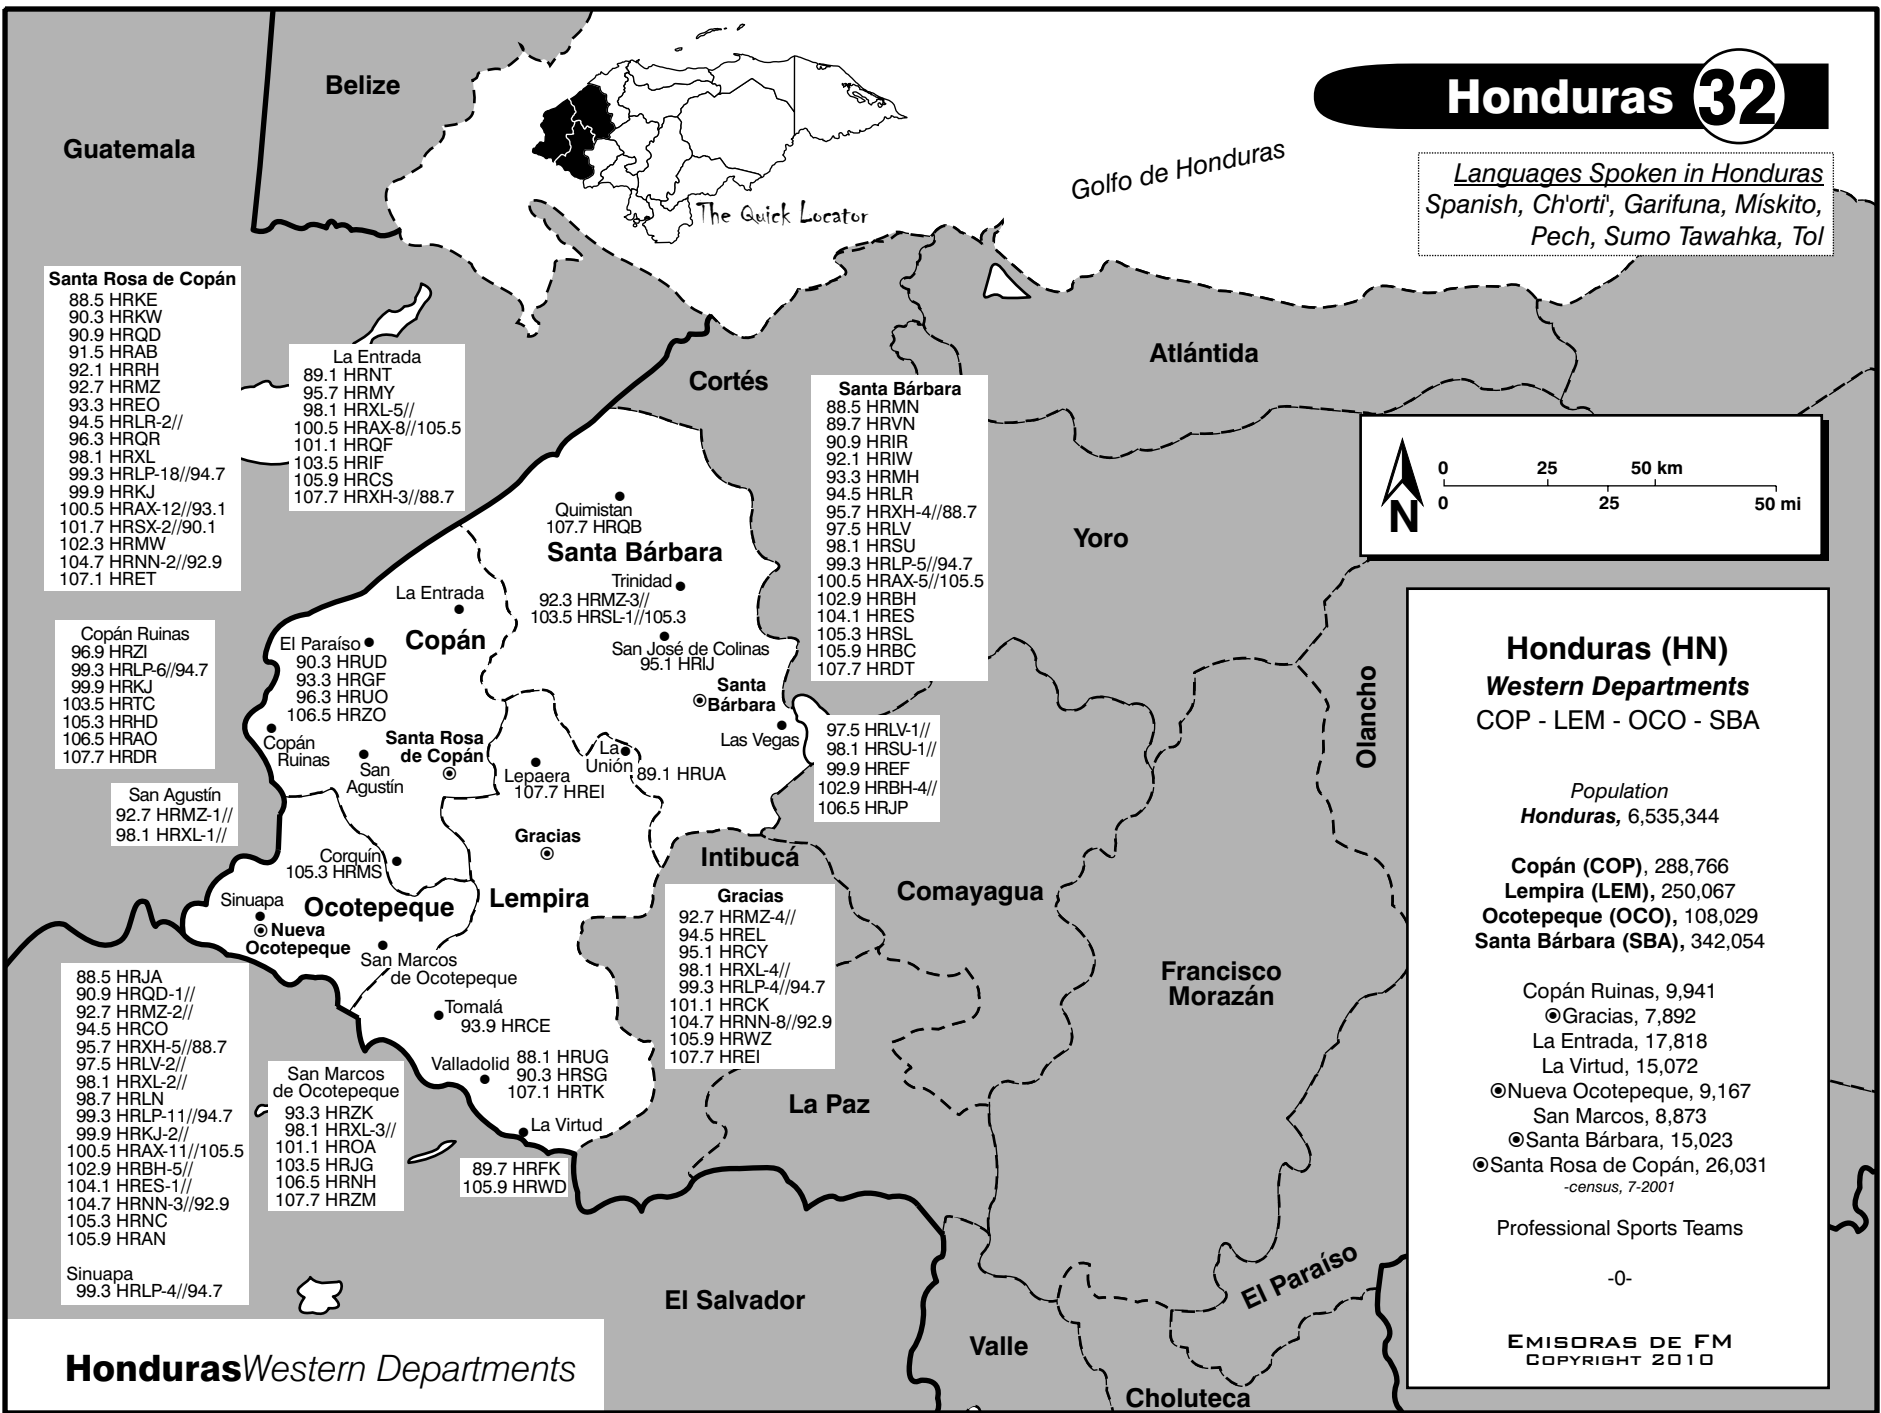 Belize
Guatemala
The Quick Locator
Golfo de Honduras
Honduras 32
Languages Spoken in Honduras
Spanish, Ch'orti', Garifuna, Mískito,
Pech, Sumo Tawahka, Tol
Santa Rosa de Copán
88.5 HRKE
90.3 HRKW
90.9 HRQD
91.5 HRAB
92.1 HRRH
92.7 HRMZ
93.3 HREO
94.5 HRLR-2//
96.3 HRQR
98.1 HRXL
99.3 HRLP-18//94.7
99.9 HRKJ
100.5 HRAX-12//93.1
101.7 HRSX-2//90.1
102.3 HRMW
104.7 HRNN-2//92.9
107.1 HRET
La Entrada
89.1 HRNT
95.7 HRMY
98.1 HRXL-5//
100.5 HRAX-8//105.5
101.1 HRQF
103.5 HRIF
105.9 HRCS
107.7 HRXH-3//88.7
Cortés
Atlántida
Santa Bárbara
88.5 HRMN
89.7 HRVN
90.9 HRIR
92.1 HRIW
93.3 HRMH
94.5 HRLR
95.7 HRXH-4//88.7
97.5 HRLV
98.1 HRSU
99.3 HRLP-5//94.7
100.5 HRAX-5//105.5
102.9 HRBH
104.1 HRES
105.3 HRSL
105.9 HRBC
107.7 HRDT
0 25 50 km
N
0 25 50 mi
Yoro
Quimistan
107.7 HRQB
Santa Bárbara
Trinidad
92.3 HRMZ-3//
103.5 HRSL-1//105.3
San José de Colinas
95.1 HRIJ
Santa
Bárbara
Las Vegas
97.5 HRLV-1//
98.1 HRSU-1//
99.9 HREF
102.9 HRBH-4//
106.5 HRJP
La Entrada
Copán
El Paraíso
90.3 HRUD
93.3 HRGF
96.3 HRUO
106.5 HRZO
Copán Ruinas
96.9 HRZI
99.3 HRLP-6//94.7
99.9 HRKJ
103.5 HRTC
105.3 HRHD
106.5 HRAO
107.7 HRDR
Copán
Ruinas
San
Agustín
Santa Rosa
de Copán
Lepaera
107.7 HREI
La
Unión
89.1 HRUA
San Agustín
92.7 HRMZ-1//
98.1 HRXL-1//
Gracias
Corquín
105.3 HRMS
Lempira
Sinuapa
Ocotepeque
Nueva
Ocotepeque
San Marcos
de Ocotepeque
Tomalá
93.9 HRCE
Valladolid
88.1 HRUG
90.3 HRSG
107.1 HRTK
La Virtud
89.7 HRFK
105.9 HRWD
Intibucá
Gracias
92.7 HRMZ-4//
94.5 HREL
95.1 HRCY
98.1 HRXL-4//
99.3 HRLP-4//94.7
101.1 HRCK
104.7 HRNN-8//92.9
105.9 HRWZ
107.7 HREI
Comayagua
Francisco
Morazán
Olancho
La Paz
88.5 HRJA
90.9 HRQD-1//
92.7 HRMZ-2//
94.5 HRCO
95.7 HRXH-5//88.7
97.5 HRLV-2//
98.1 HRXL-2//
98.7 HRLN
99.3 HRLP-11//94.7
99.9 HRKJ-2//
100.5 HRAX-11//105.5
102.9 HRBH-5//
104.1 HRES-1//
104.7 HRNN-3//92.9
105.3 HRNC
105.9 HRAN
Sinuapa
99.3 HRLP-4//94.7
San Marcos
de Ocotepeque
93.3 HRZK
98.1 HRXL-3//
101.1 HROA
103.5 HRJG
106.5 HRNH
107.7 HRZM
El Salvador
Valle
El Paraíso
Choluteca
Honduras (HN)
Western Departments
COP - LEM - OCO - SBA
Population
Honduras, 6,535,344
Copán (COP), 288,766
Lempira (LEM), 250,067
Ocotepeque (OCO), 108,029
Santa Bárbara (SBA), 342,054
Copán Ruinas, 9,941
Gracias, 7,892
La Entrada, 17,818
La Virtud, 15,072
Nueva Ocotepeque, 9,167
San Marcos, 8,873
Santa Bárbara, 15,023
Santa Rosa de Copán, 26,031
-census, 7-2001
Professional Sports Teams
-0-
EMISORAS DE FM
COPYRIGHT 2010
Honduras Western Departments